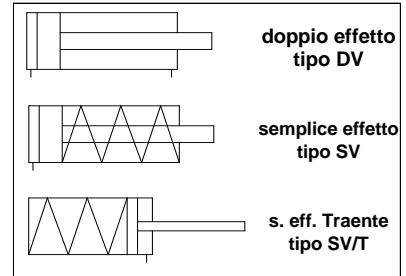 doppio effetto
tipo DV
semplice effetto
tipo SV
s. eff. Traente
tipo SV/T